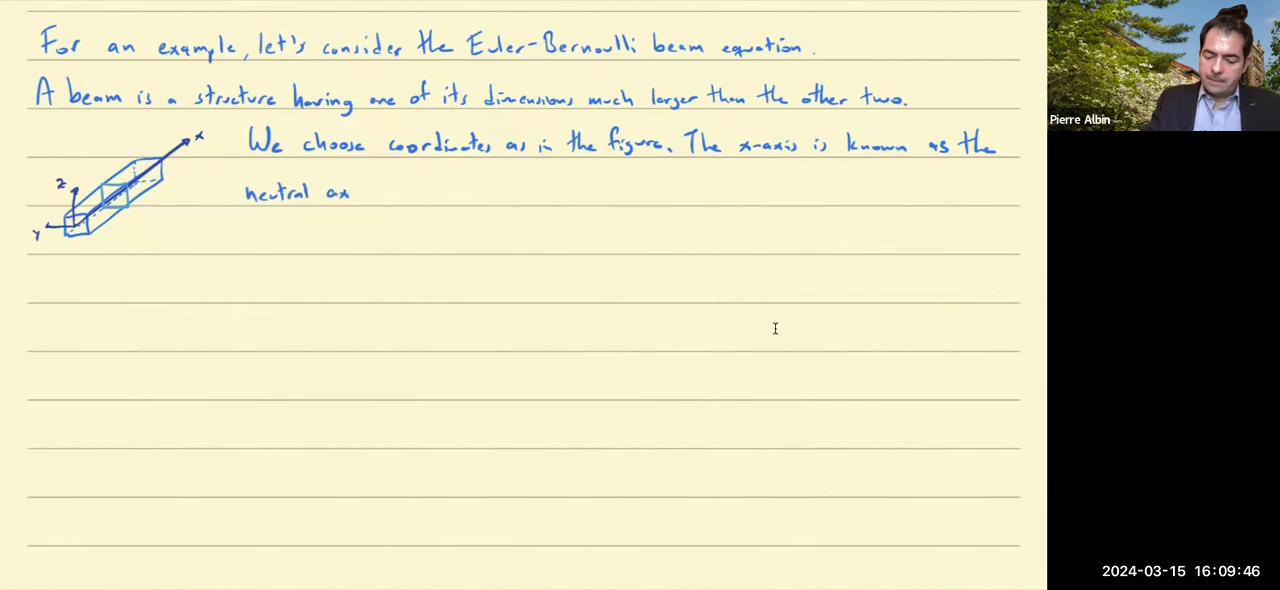 For an example, let's consider the Euler-Bernoulli beam equation.
A beam is a structure having one of its dimensions much larger than the other two.
We choose coordinates as in the figure. The x-axis is known as the
neutral ax
x
z
y
Pierre Albin
2024-03-15 16:09:46